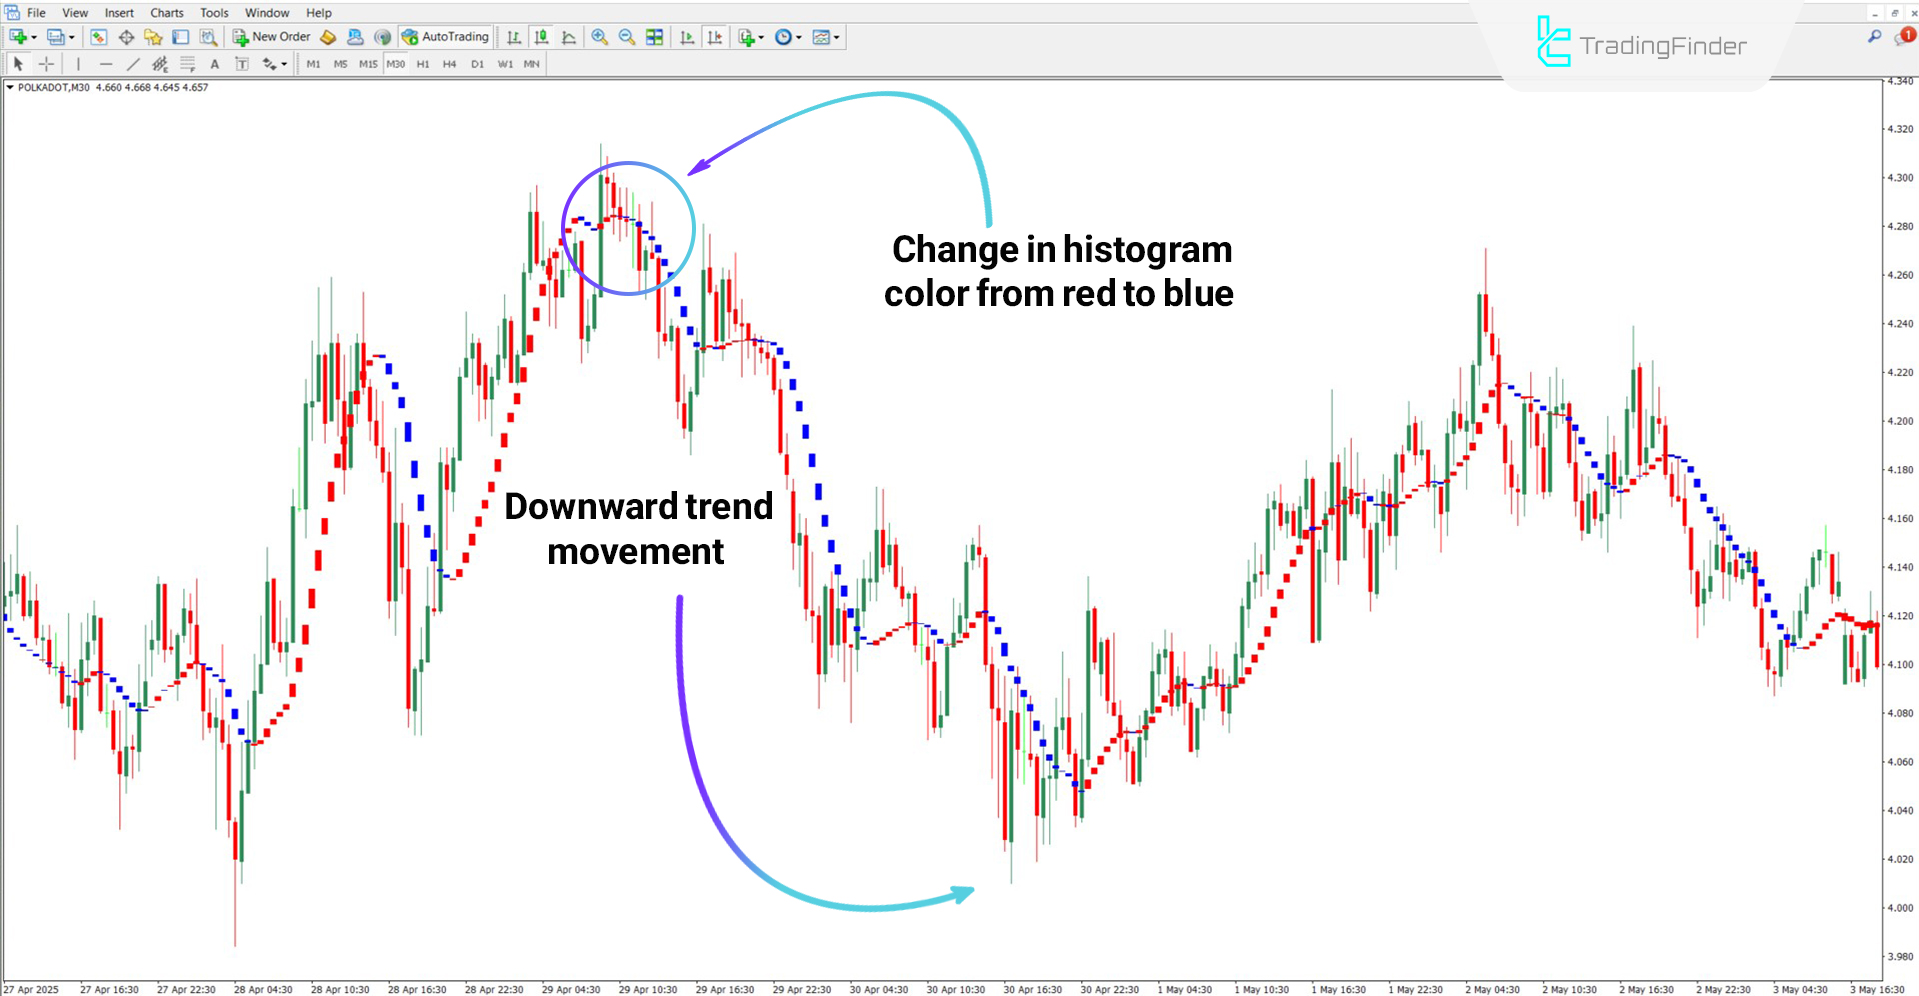 File View Insert Charts Tools Window Help
New Order AutoTrading
TradingFinder
1
A T M1 M5 M15 M30 H1 H4 D1 W1 MN
POLKADOT,M30 4.660 4.668 4.645 4.657
Change in histogram
color from red to blue
Downward trend
movement
4.340
4.320
4.300
4.280
4.260
4.240
4.220
4.200
4.180
4.160
4.140
4.120
4.100
4.080
4.060
4.040
4.020
4.000
3.980
27 Apr 2025 27 Apr 16:30 27 Apr 22:30 28 Apr 04:30 28 Apr 10:30 28 Apr 16:30 28 Apr 22:30 29 Apr 04:30 29 Apr 10:30 29 Apr 16:30 29 Apr 22:30 30 Apr 04:30 30 Apr 10:30 30 Apr 16:30 30 Apr 22:30 1 May 04:30 1 May 10:30 1 May 16:30 1 May 22:30 2 May 04:30 2 May 10:30 2 May 16:30 2 May 22:30 3 May 04:30 3 May 16:30